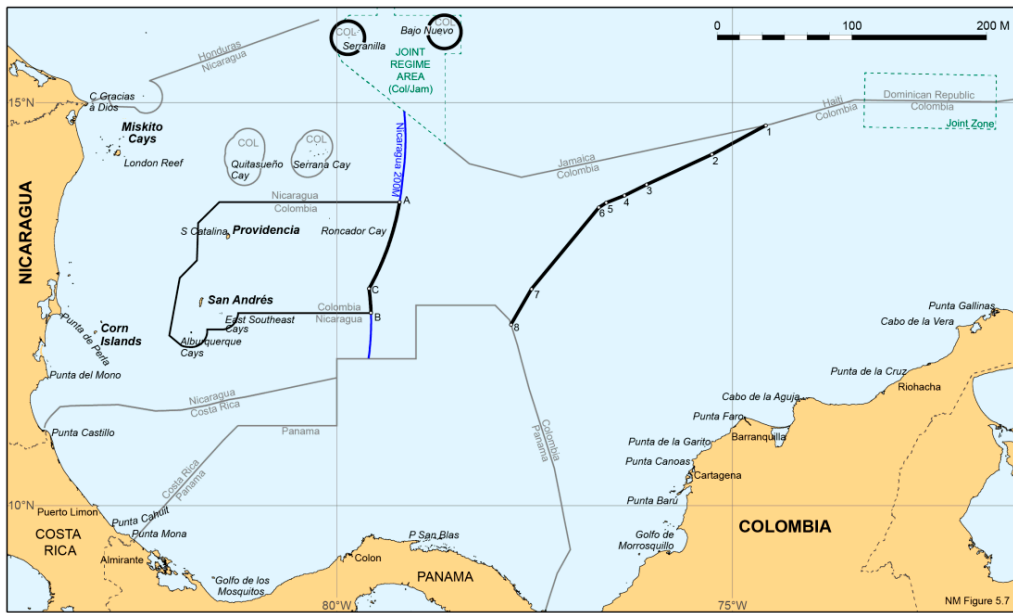 0
100
200 M
COL
Serranilla
Bajo Nuevo
COL
JOINT
REGIME
AREA
(Col/Jam)
Honduras
Nicaragua
C Gracias
à Dios
15°N
Haiti
Colombia
Dominican Republic
Colombia
Joint Zone
Miskito
Cays
London Reef
COL
Quitasueño
Cay
COL
Serrana Cay
Nicaragua 200M
Jamaica
Colombia
1
2
3
4
5
6
7
8
Nicaragua
Colombia
A
S Catalina
Providencia
Roncador Cay
NICARAGUA
C
San Andrés
Colombia
Nicaragua
B
East Southeast
Cays
Alburquerque
Cays
Corn
Islands
Punta de Perla
Punta del Mono
Nicaragua
Costa Rica
Punta Castillo
Panama
Costa Rica
Panama
Colombia
Panama
Punta Gallinas
Cabo de la Vera
Punta de la Cruz
Riohacha
Cabo de la Aguja
Punta Faro
Barranquilla
Punta de la Garito
Punta Canoas
Cartagena
Punta Barú
10°N
Puerto Limon
Punta Cahuit
Punta Mona
COSTA
RICA
Almirante
Golfo de los
Mosquitos
Colon
P San Blas
PANAMA
Golfo de
Morrosquillo
COLOMBIA
80°W
75°W
NM Figure 5.7